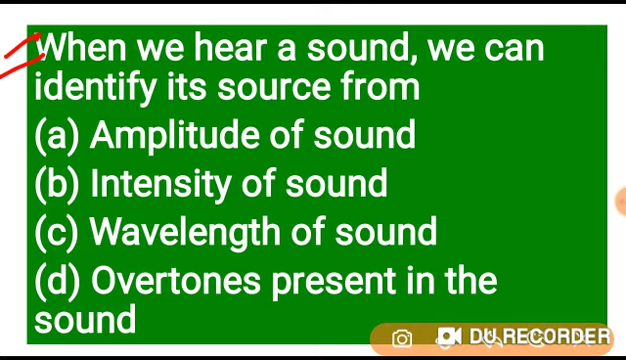 When we hear a sound, we can
identify its source from
(a) Amplitude of sound
(b) Intensity of sound
(c) Wavelength of sound
(d) Overtones present in the
sound
DU RECORDER